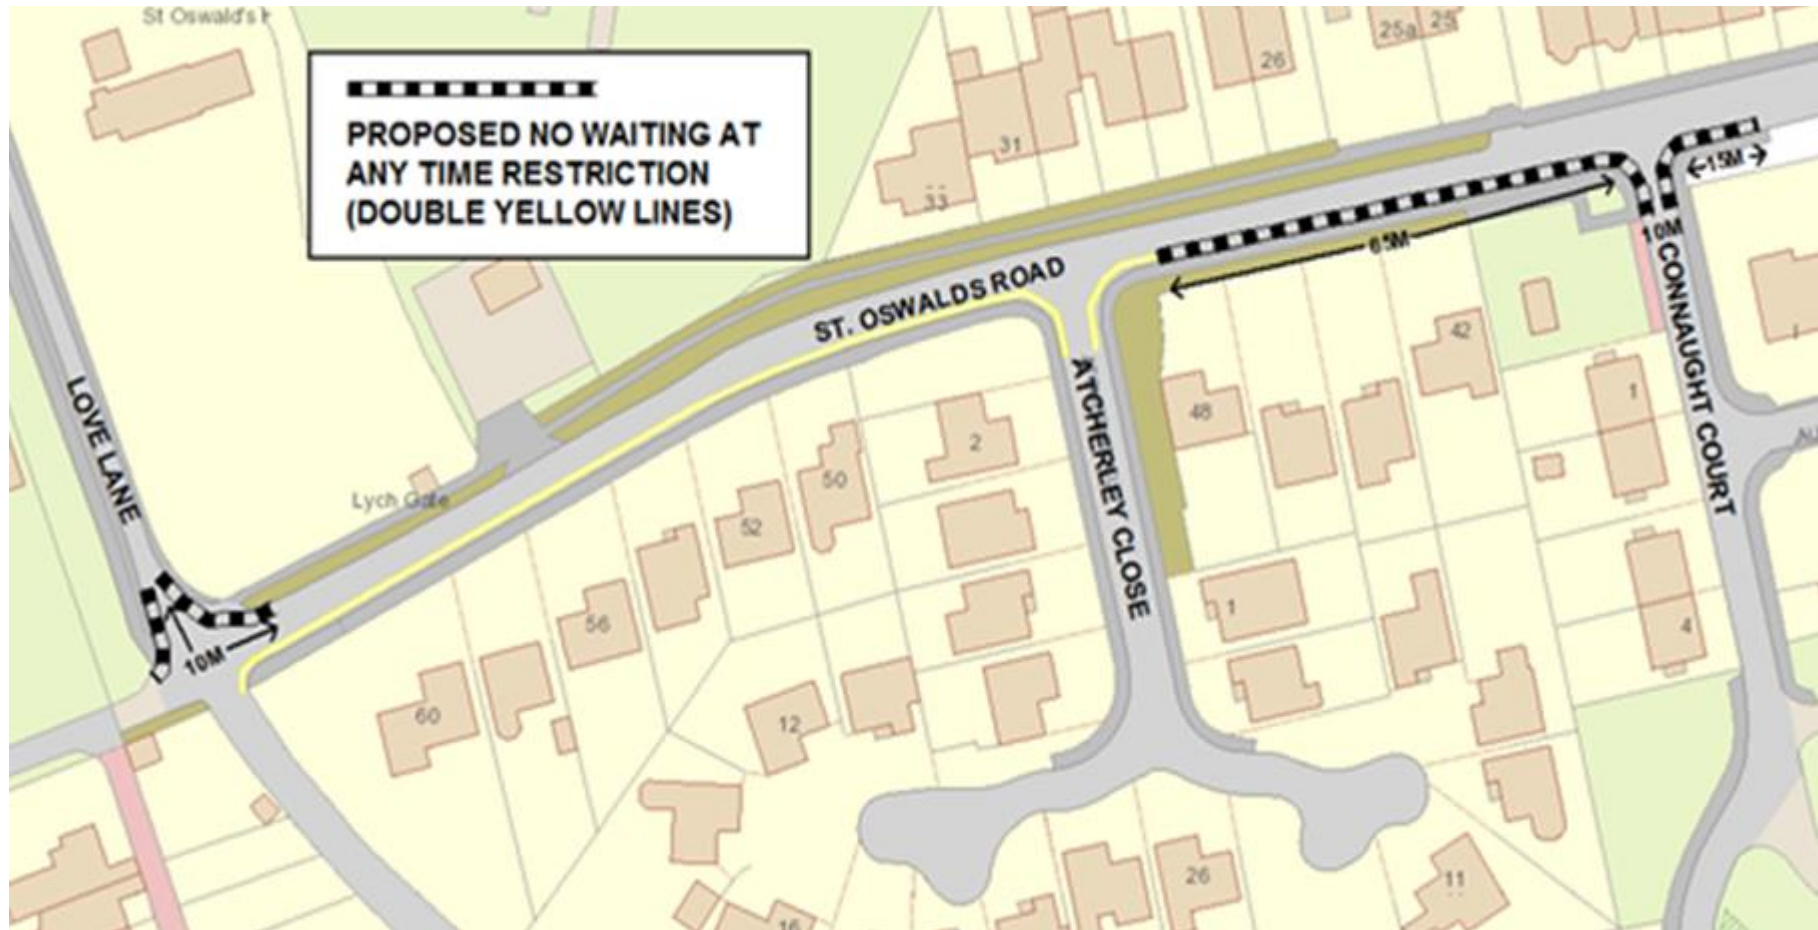 St Oswald's H
PROPOSED NO WAITING AT
ANY TIME RESTRICTION
(DOUBLE YELLOW LINES)
25a
25
26
31
33
15M
10M
65M
ST. OSWALDS ROAD
CONNAUGHT COURT
LOVE LANE
ATCHERLEY CLOSE
42
48
1
2
50
52
Lych Gate
56
1
4
10M
60
12
26
11
16